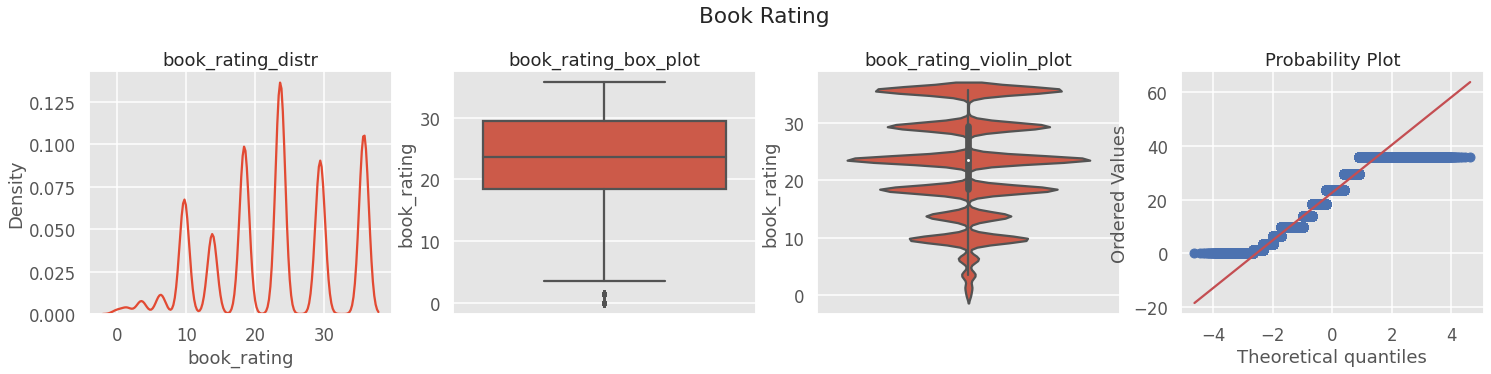 Book Rating
book_rating_distr
0.125
0.100
0.075
0.050
0.025
0.000
Density
0 10 20 30
book_rating
book_rating_box_plot
30
20
10
0
book_rating
book_rating_violin_plot
30
20
10
0
book_rating
Probability Plot
60
40
20
0
−20
Ordered Values
−4 −2 0 2 4
Theoretical quantiles